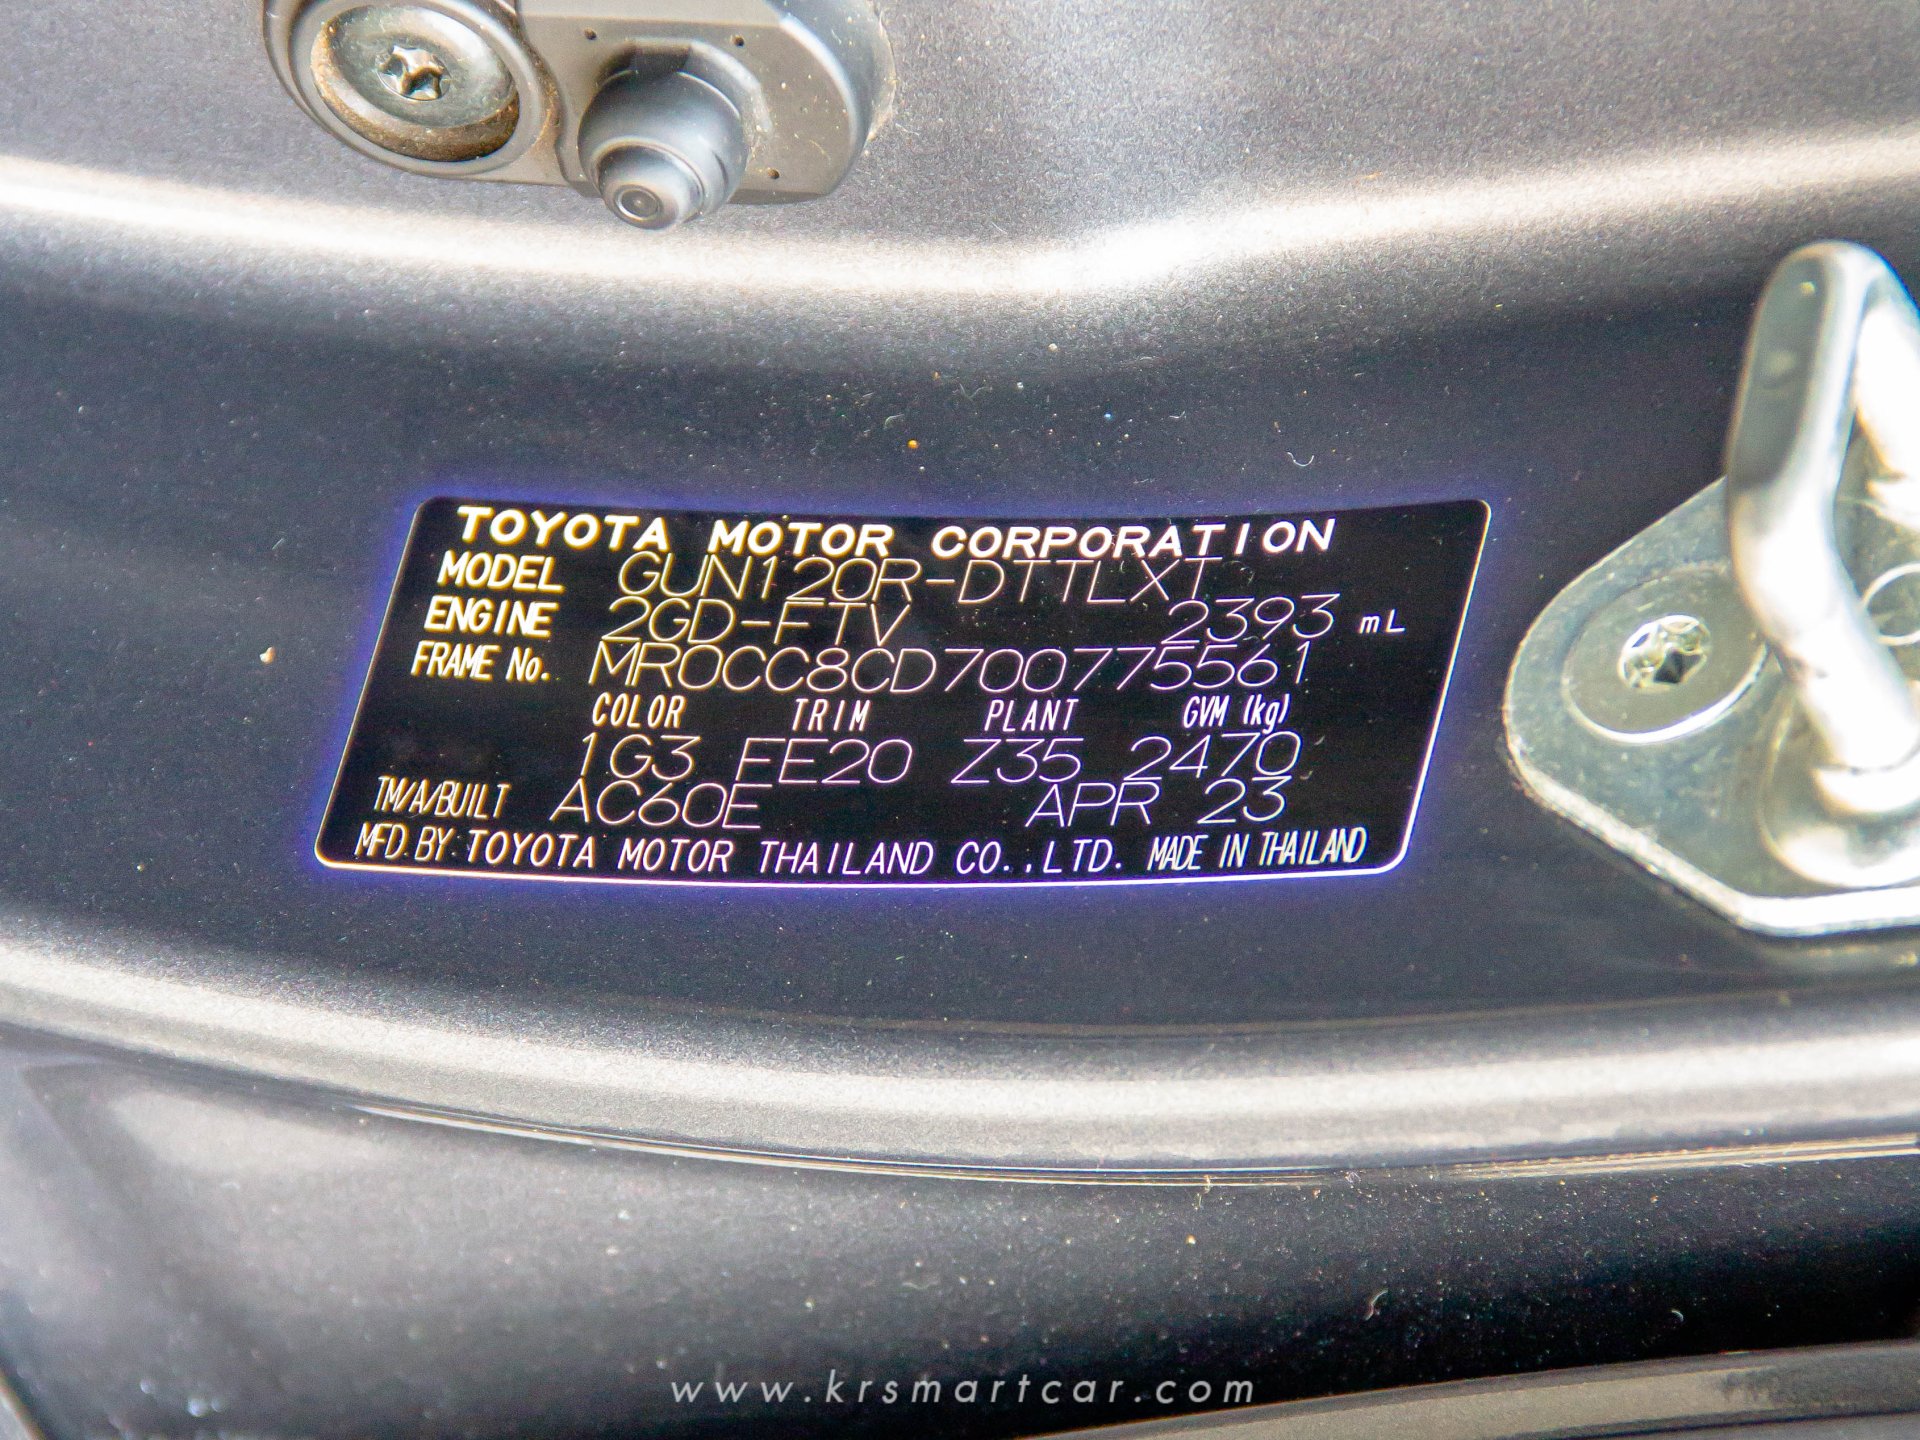 TOYOTA MOTOR CORPORATION
MODEL GUN120R-DTTLXT
ENGINE 2GD-FTV 2393 mL
FRAME No. MR0CC8CD700775561
COLOR TRIM PLANT GVM (kg)
1G3 FE20 Z35 2470
TM/A/BUILT AC60E APR 23
MFD. BY. TOYOTA MOTOR THAILAND CO.,LTD. MADE IN THAILAND
www.krsmartcar.com